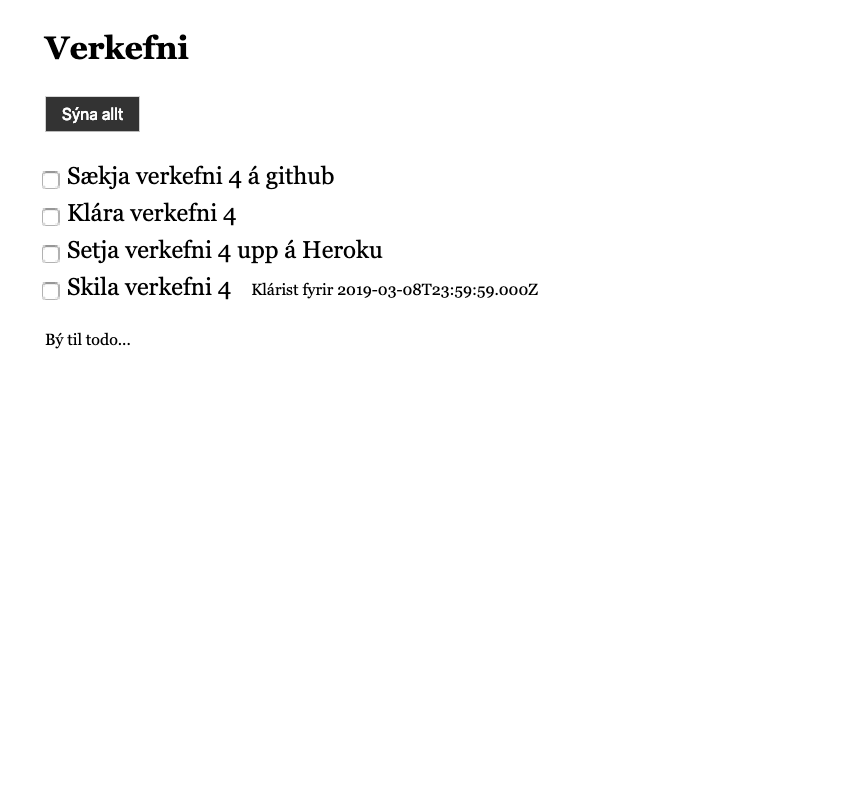 Verkefni
Sýna allt
Sækja verkefni 4 á github
Klára verkefni 4
Setja verkefni 4 upp á Heroku
Skila verkefni 4 Klárist fyrir 2019-03-08T23:59:59.000Z
Bý til todo...